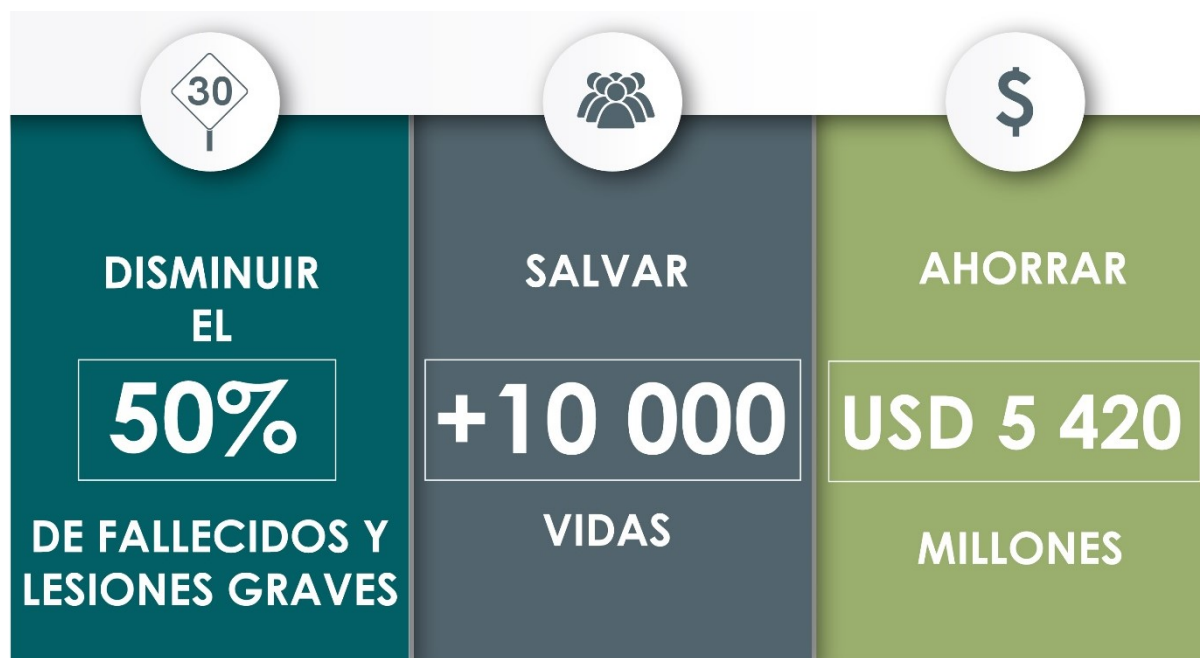 30
DISMINUIR
EL
50%
DE FALLECIDOS Y
LESIONES GRAVES
SALVAR
+10 000
VIDAS
$
AHORRAR
USD 5 420
MILLONES